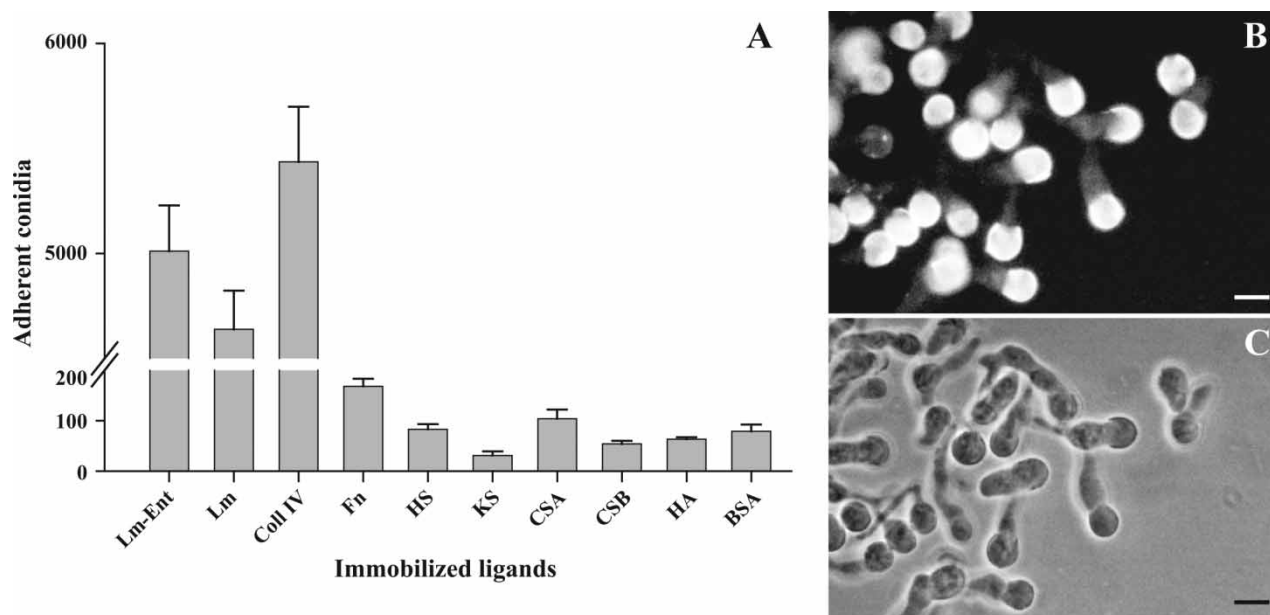 A
6000
5000
200
100
0
Adherent conidia
Lm-Ent
Lm
Coll IV
Fn
HS
KS
CSA
CSB
HA
BSA
Immobilized ligands
B
C